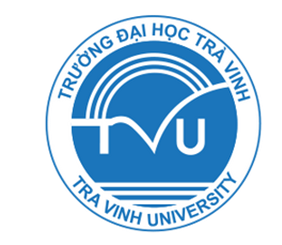 TRƯỜNG ĐẠI HỌC TRÀ VINH
TVU
TRA VINH UNIVERSITY